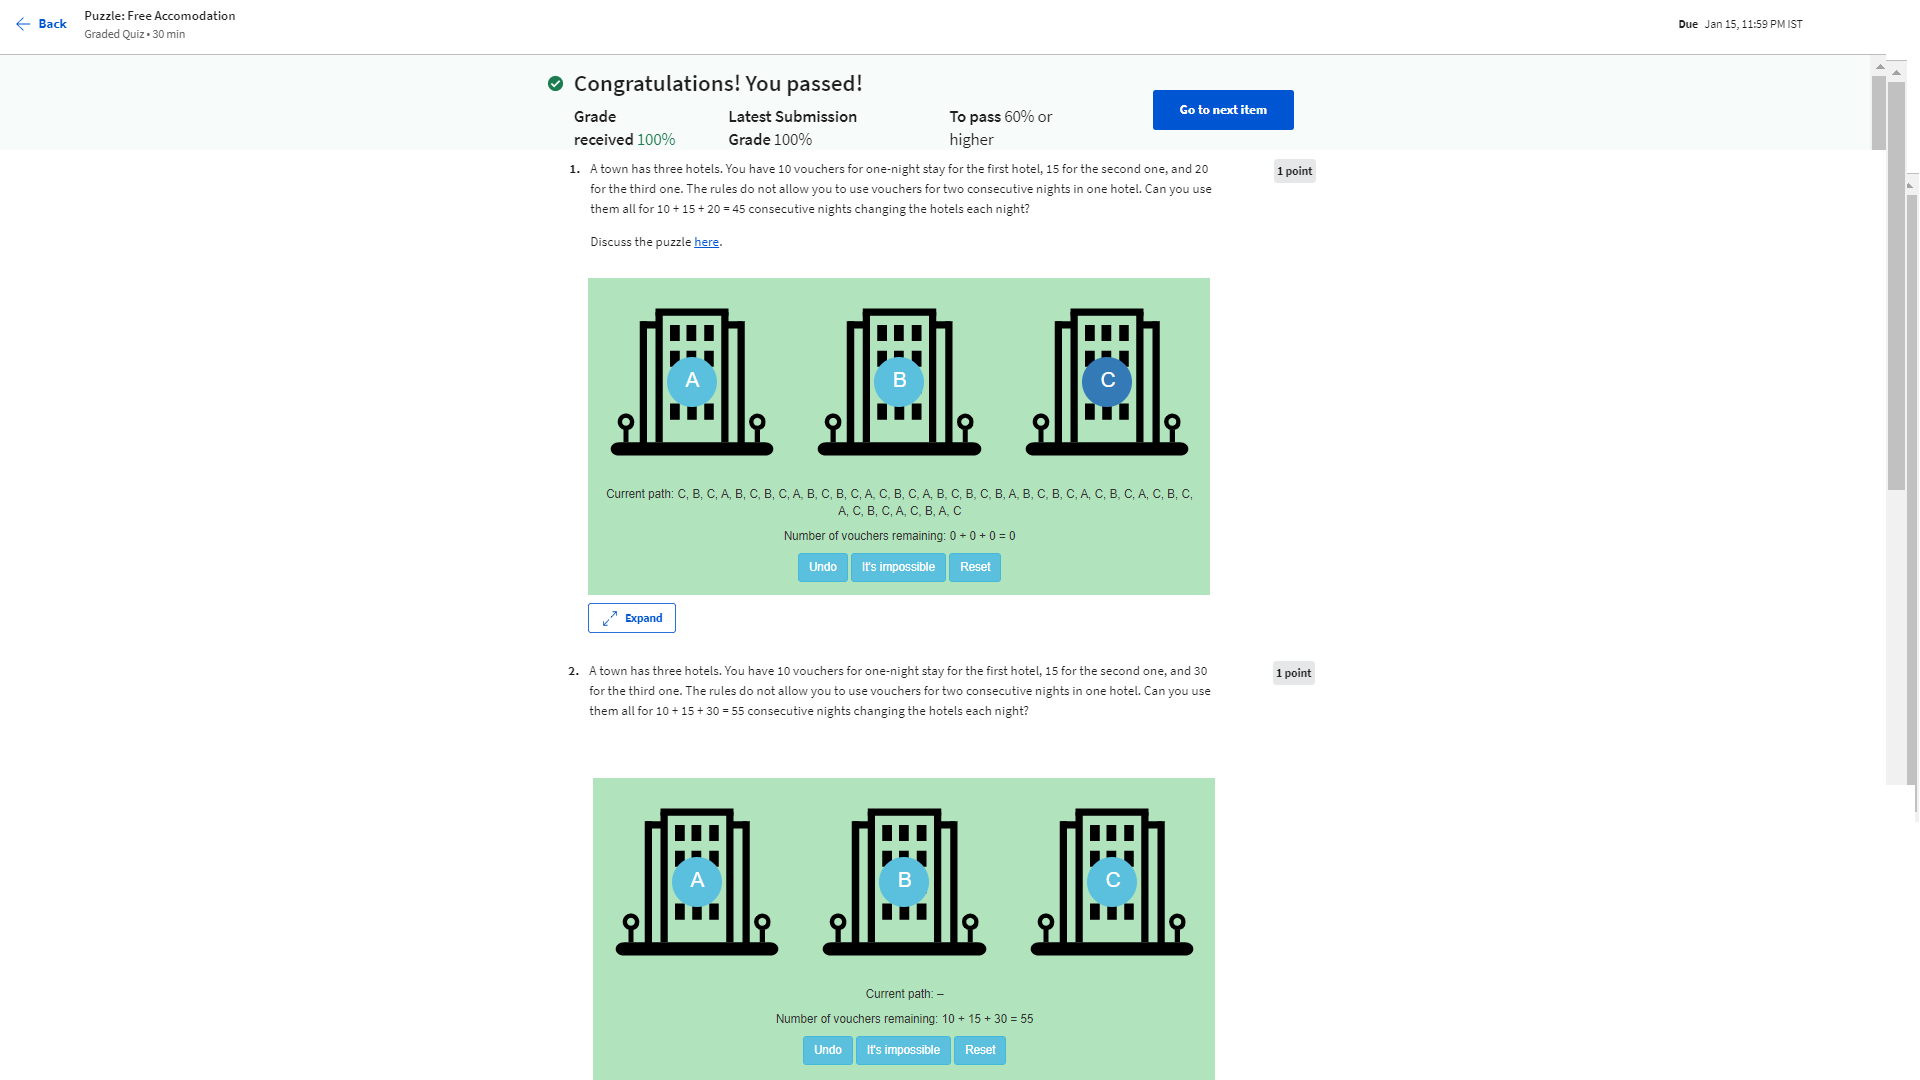 Back
Puzzle: Free Accomodation
Graded Quiz • 30 min
Due Jan 15, 11:59 PM IST
Congratulations! You passed!
Grade received 100%
Latest Submission Grade 100%
To pass 60% or higher
Go to next item
1. A town has three hotels. You have 10 vouchers for one-night stay for the first hotel, 15 for the second one, and 20
for the third one. The rules do not allow you to use vouchers for two consecutive nights in one hotel. Can you use
them all for 10 + 15 + 20 = 45 consecutive nights changing the hotels each night?
1 point
Discuss the puzzle here.
A B C
Current path: C, B, C, A, B, C, B, C, A, B, C, B, C, A, C, B, C, A, B, C, B, C, B, A, B, C, B, C, A, C, B, C, A, C, B, C,
A, C, B, C, A, C, B, A, C
Number of vouchers remaining: 0 + 0 + 0 = 0
Undo It's impossible Reset
Expand
2. A town has three hotels. You have 10 vouchers for one-night stay for the first hotel, 15 for the second one, and 30
for the third one. The rules do not allow you to use vouchers for two consecutive nights in one hotel. Can you use
them all for 10 + 15 + 30 = 55 consecutive nights changing the hotels each night?
1 point
A B C
Current path: –
Number of vouchers remaining: 10 + 15 + 30 = 55
Undo It's impossible Reset